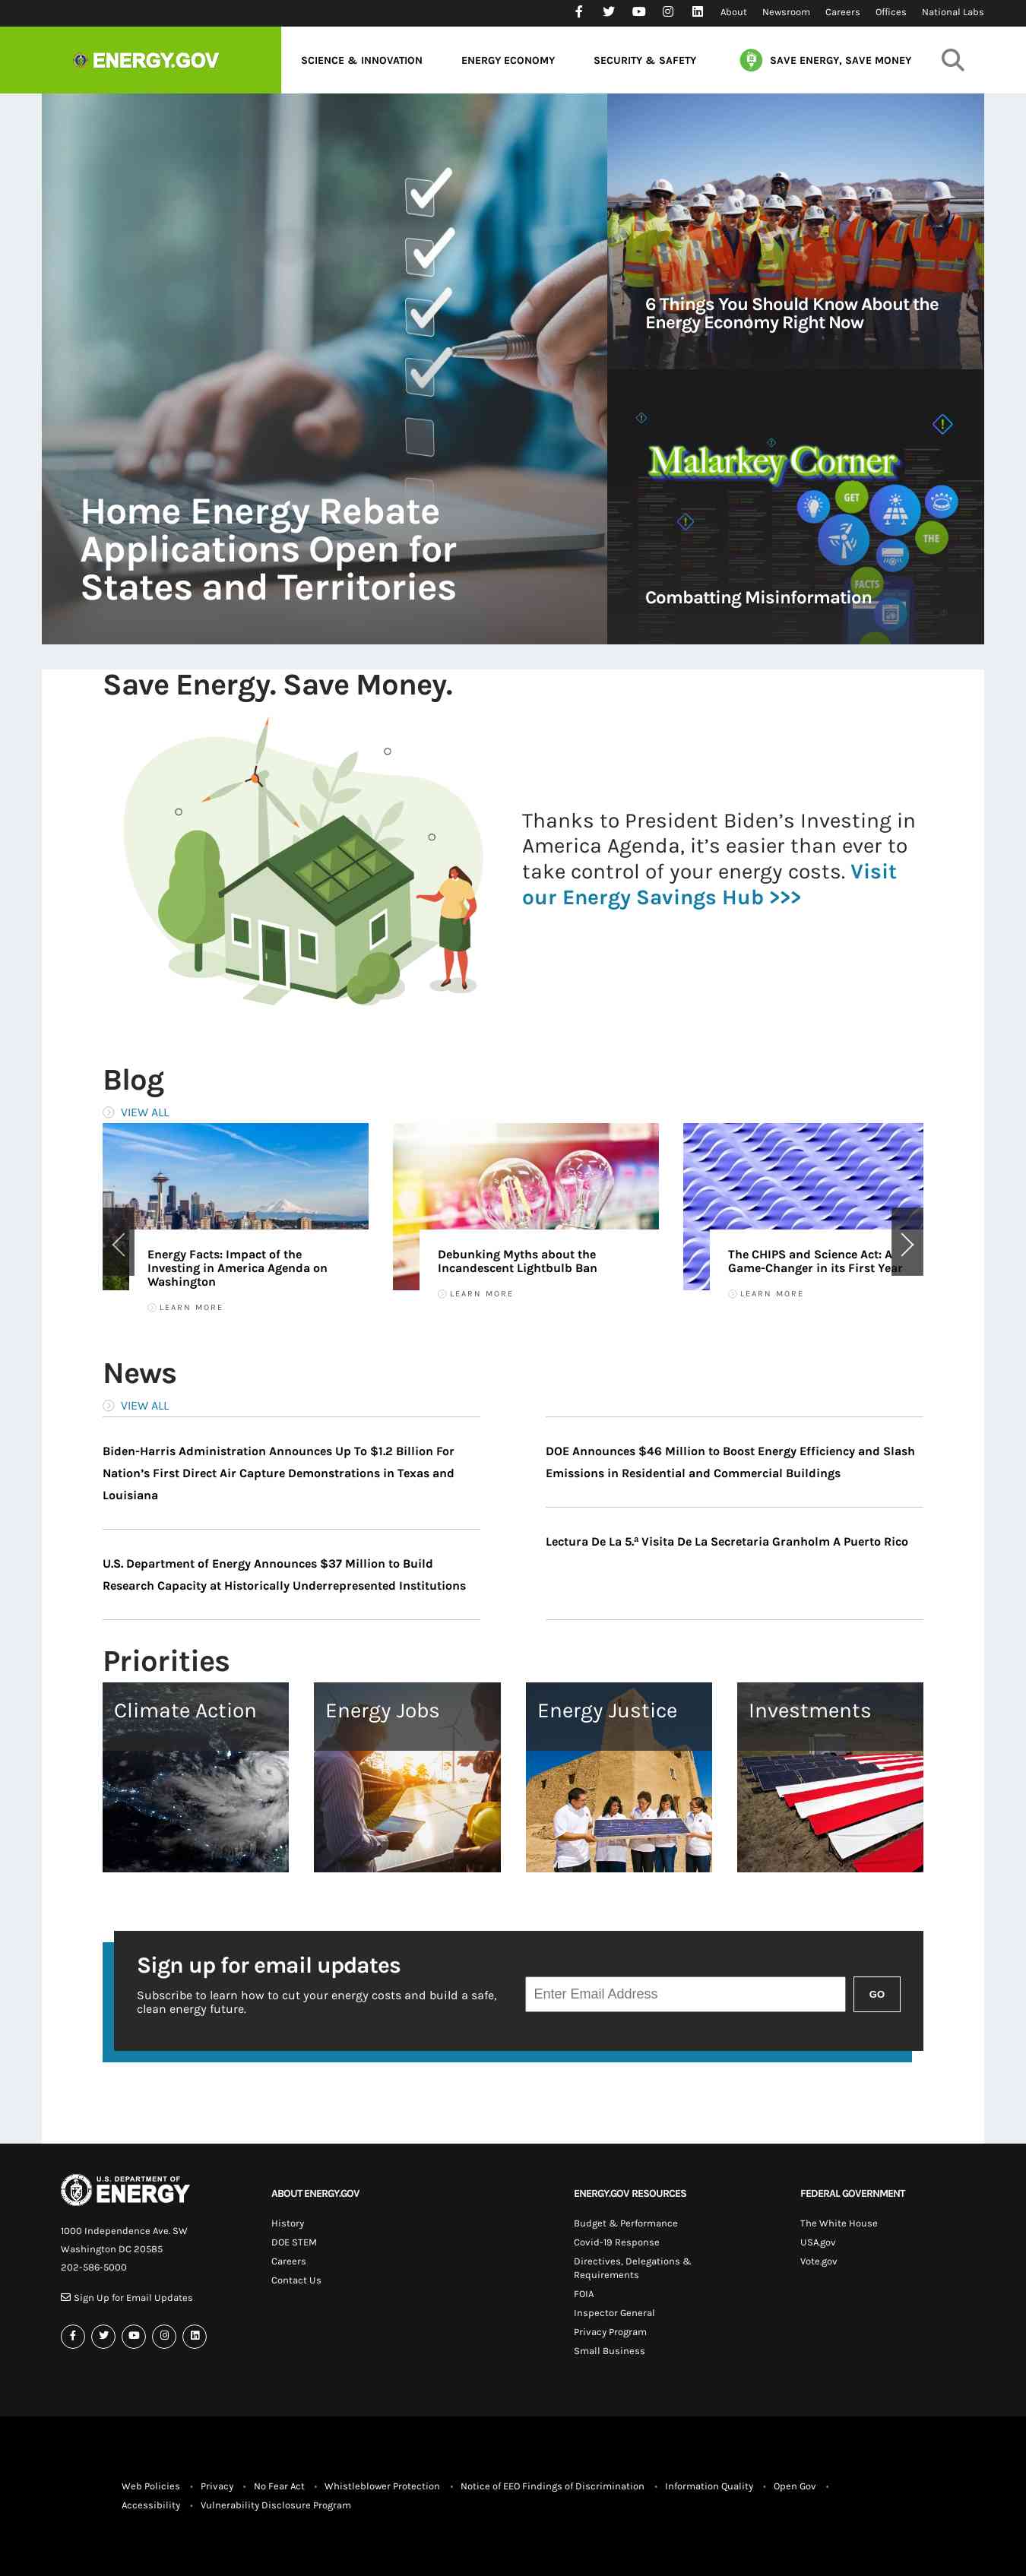 About Newsroom Careers Offices National Labs
ENERGY.GOV
SCIENCE & INNOVATION
ENERGY ECONOMY
SECURITY & SAFETY
SAVE ENERGY, SAVE MONEY
Home Energy Rebate
Applications Open for
States and Territories
6 Things You Should Know About the
Energy Economy Right Now
Malarkey Corner
GET
THE
FACTS
Combatting Misinformation
Save Energy. Save Money.
Thanks to President Biden’s Investing in
America Agenda, it’s easier than ever to
take control of your energy costs. Visit
our Energy Savings Hub >>>
Blog
VIEW ALL
Energy Facts: Impact of the
Investing in America Agenda on
Washington
LEARN MORE
Debunking Myths about the
Incandescent Lightbulb Ban
LEARN MORE
The CHIPS and Science Act: A
Game-Changer in its First Year
LEARN MORE
News
VIEW ALL
Biden-Harris Administration Announces Up To $1.2 Billion For
Nation’s First Direct Air Capture Demonstrations in Texas and
Louisiana
U.S. Department of Energy Announces $37 Million to Build
Research Capacity at Historically Underrepresented Institutions
DOE Announces $46 Million to Boost Energy Efficiency and Slash
Emissions in Residential and Commercial Buildings
Lectura De La 5.ª Visita De La Secretaria Granholm A Puerto Rico
Priorities
Climate Action
Energy Jobs
Energy Justice
Investments
Sign up for email updates
Subscribe to learn how to cut your energy costs and build a safe,
clean energy future.
Enter Email Address
GO
U.S. DEPARTMENT OF
ENERGY
1000 Independence Ave. SW
Washington DC 20585
202-586-5000
Sign Up for Email Updates
ABOUT ENERGY.GOV
History
DOE STEM
Careers
Contact Us
ENERGY.GOV RESOURCES
Budget & Performance
Covid-19 Response
Directives, Delegations &
Requirements
FOIA
Inspector General
Privacy Program
Small Business
FEDERAL GOVERNMENT
The White House
USA.gov
Vote.gov
Web Policies • Privacy • No Fear Act • Whistleblower Protection • Notice of EEO Findings of Discrimination • Information Quality • Open Gov •
Accessibility • Vulnerability Disclosure Program